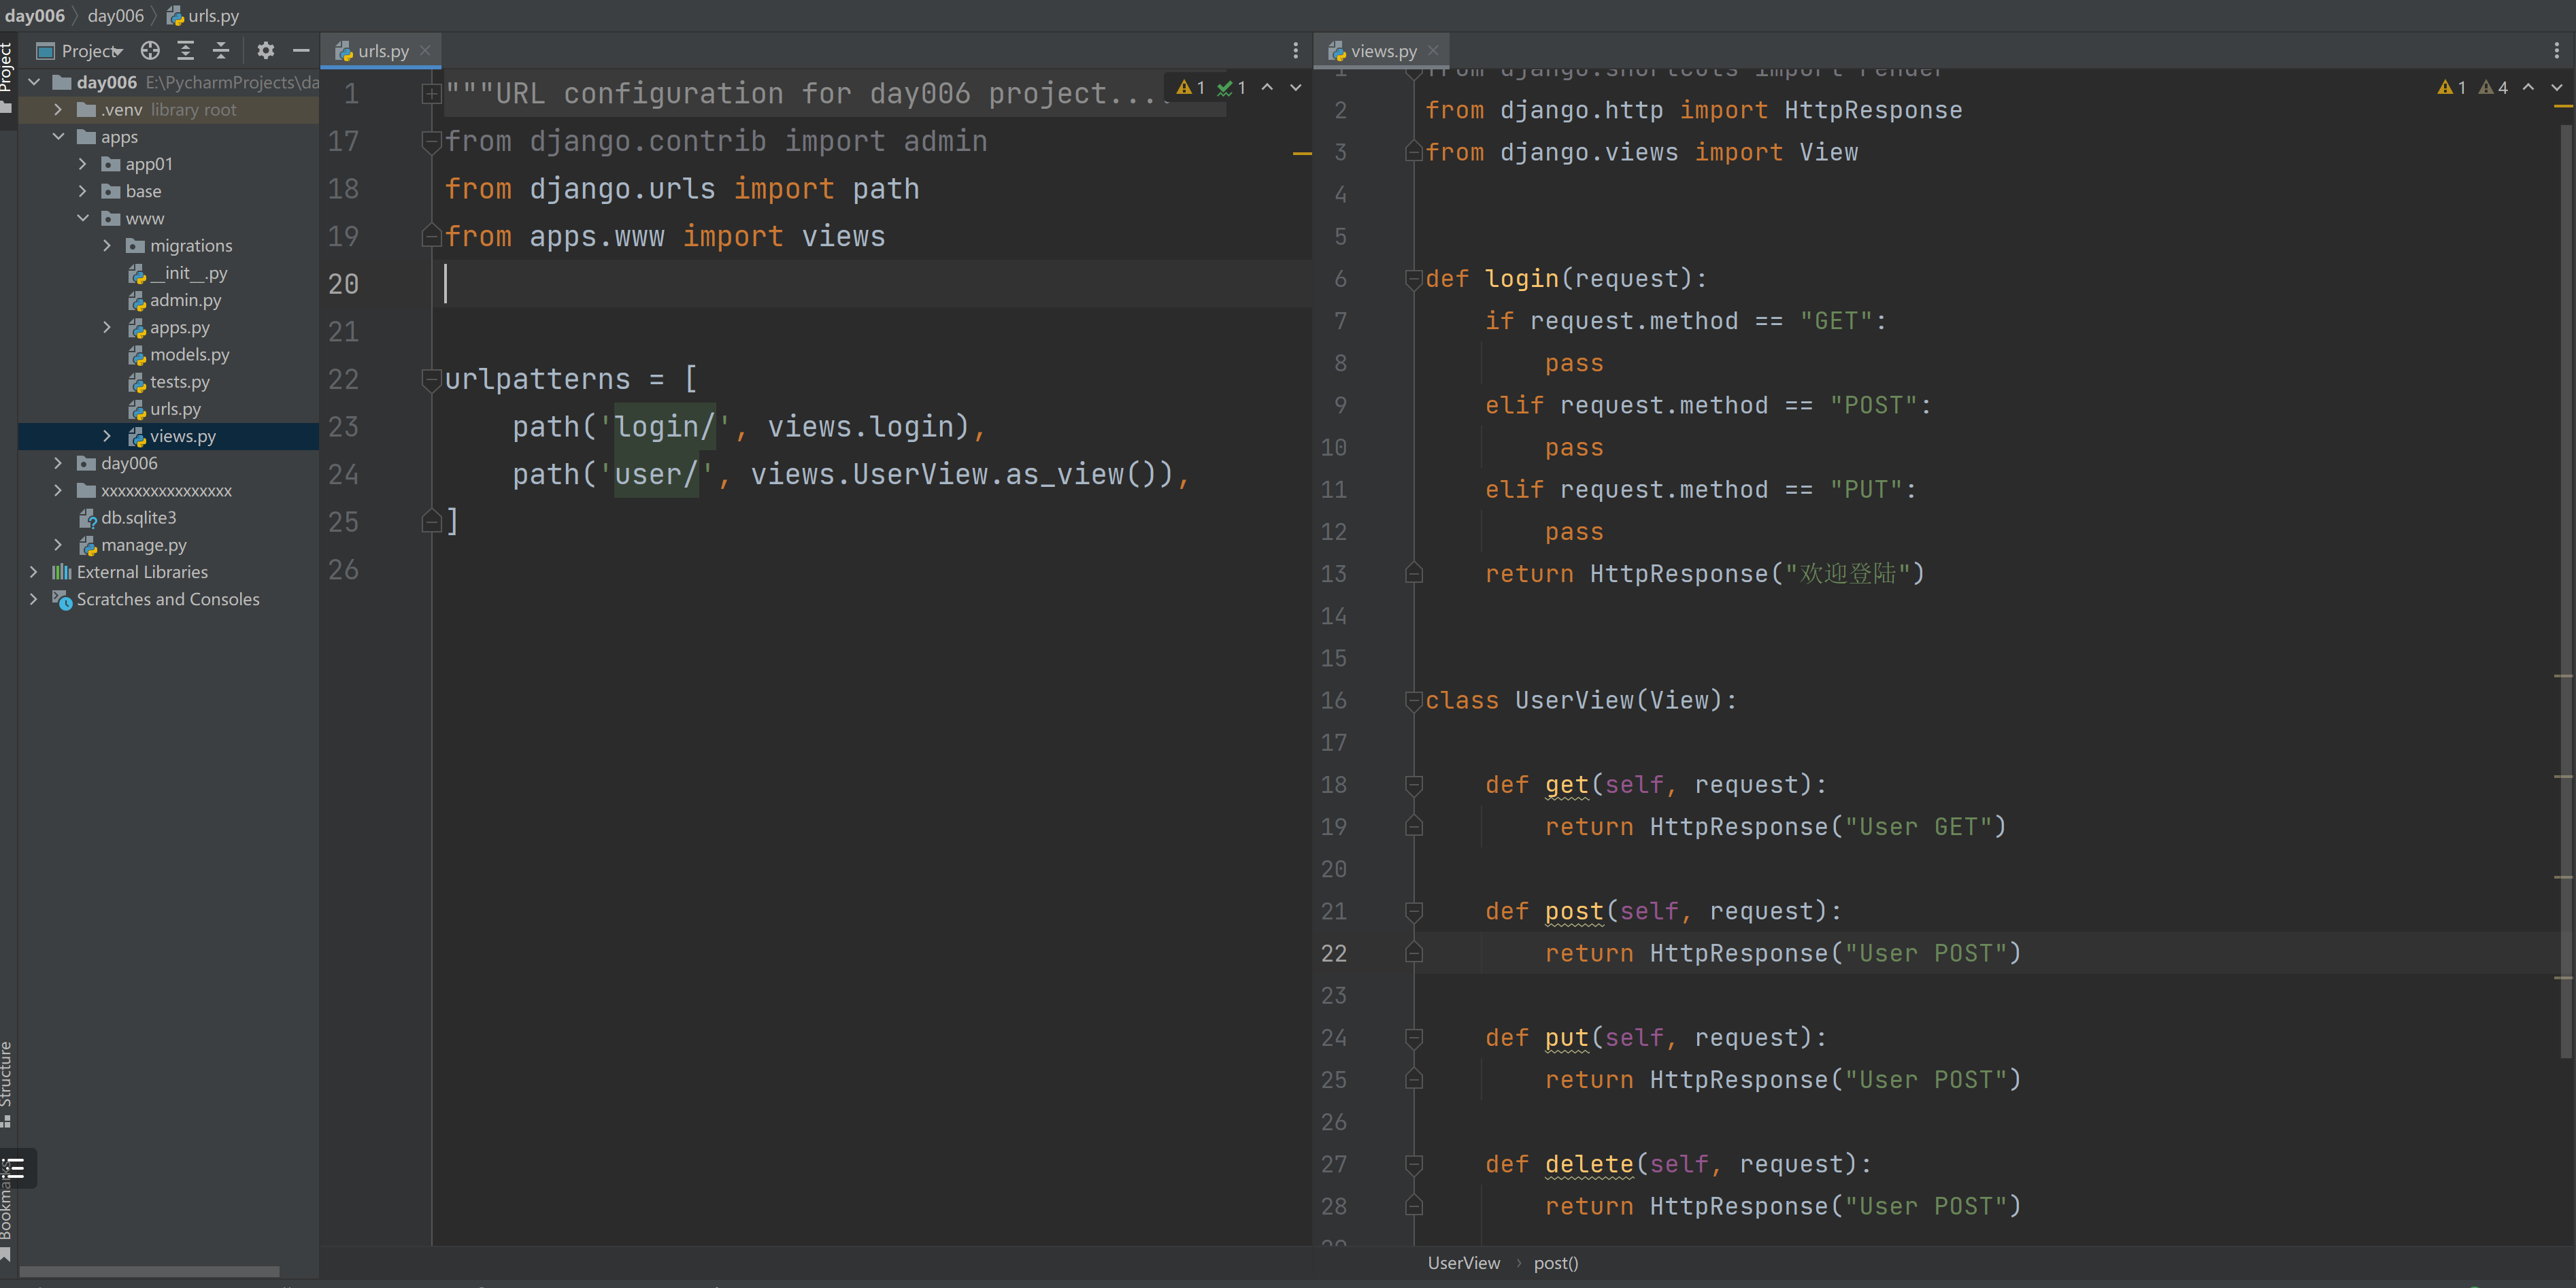 day006 day006 urls.py
Project
Project
day006 E:\PycharmProjects\da
.venv library root
apps
app01
base
www
migrations
__init__.py
admin.py
apps.py
models.py
tests.py
urls.py
views.py
day006
xxxxxxxxxxxxxxxx
db.sqlite3
manage.py
External Libraries
Scratches and Consoles
Structure
Bookmarks
urls.py
1 1
1 """URL configuration for day006 project...
17 from django.contrib import admin
18 from django.urls import path
19 from apps.www import views
20
21
22 urlpatterns = [
23 path('login/', views.login),
24 path('user/', views.UserView.as_view()),
25 ]
26
views.py
1 4
1 from django.shortcuts import render
2 from django.http import HttpResponse
3 from django.views import View
4
5
6 def login(request):
7 if request.method == "GET":
8 pass
9 elif request.method == "POST":
10 pass
11 elif request.method == "PUT":
12 pass
13 return HttpResponse("欢迎登陆")
14
15
16 class UserView(View):
17
18 def get(self, request):
19 return HttpResponse("User GET")
20
21 def post(self, request):
22 return HttpResponse("User POST")
23
24 def put(self, request):
25 return HttpResponse("User POST")
26
27 def delete(self, request):
28 return HttpResponse("User POST")
UserView post()